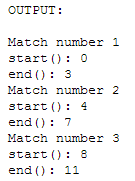 OUTPUT:
Match number 1
start(): 0
end(): 3
Match number 2
start(): 4
end(): 7
Match number 3
start(): 8
end(): 11